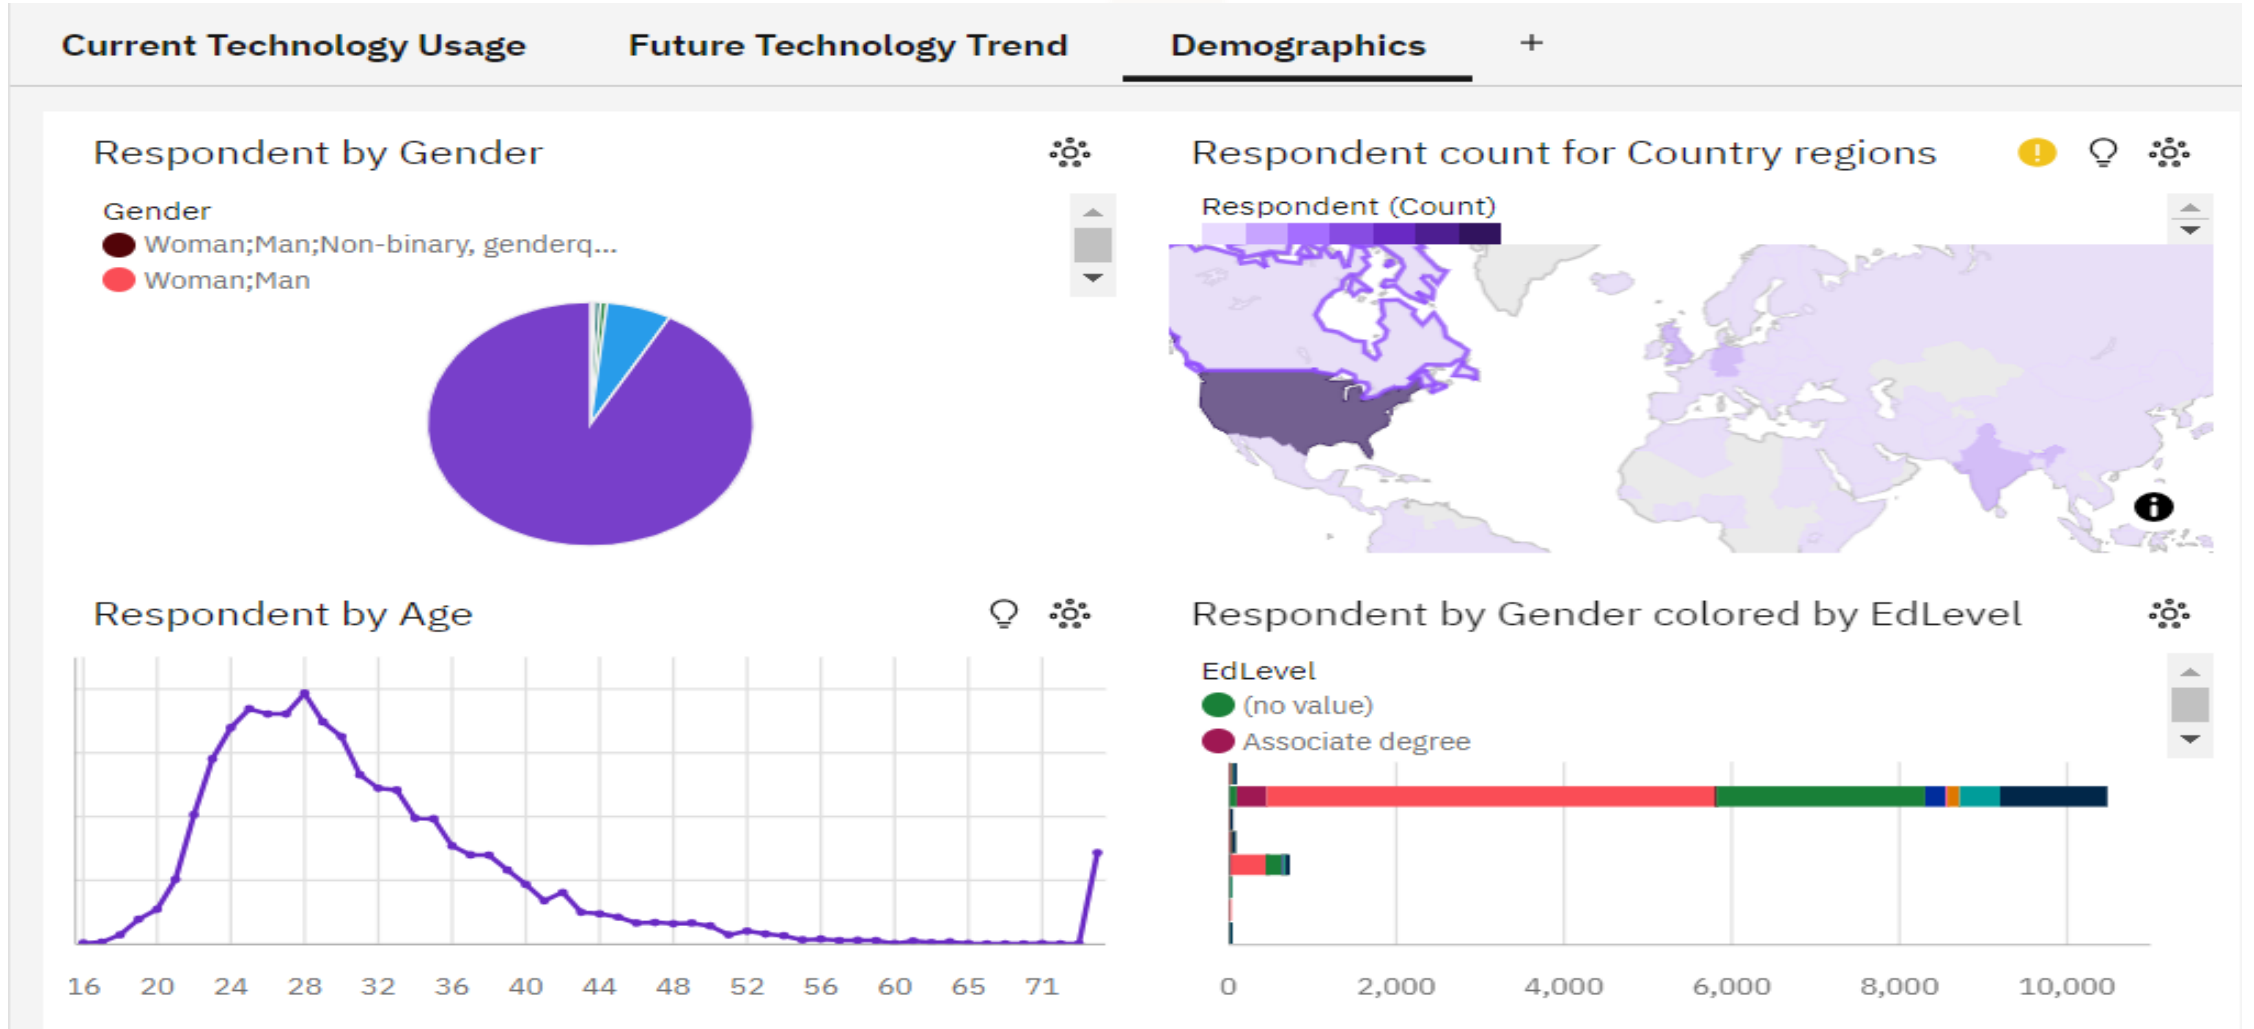 Current Technology Usage Future Technology Trend Demographics +
Respondent by Gender
Gender
Woman;Man;Non-binary, genderq...
Woman;Man
Respondent count for Country regions
Respondent (Count)
Respondent by Age
16 20 24 28 32 36 40 44 48 52 56 60 65 71
Respondent by Gender colored by EdLevel
EdLevel
(no value)
Associate degree
0 2,000 4,000 6,000 8,000 10,000